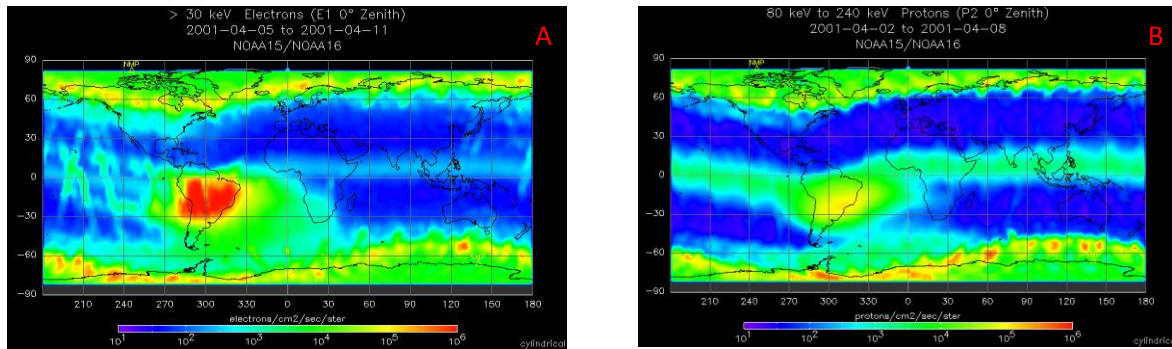 > 30 keV Electrons (E1 0° Zenith)
2001-04-05 to 2001-04-11
NOAA15/NOAA16
A
NMP
90
60
30
0
-30
-60
-90
210 240 270 300 330 0 30 60 90 120 150 180
electrons/cm2/sec/ster
10¹ 10² 10³ 10⁴ 10⁵ 10⁶
cylindrical
80 keV to 240 keV Protons (P2 0° Zenith)
2001-04-02 to 2001-04-08
NOAA15/NOAA16
B
NMP
90
60
30
0
-30
-60
-90
210 240 270 300 330 0 30 60 90 120 150 180
protons/cm2/sec/ster
10¹ 10² 10³ 10⁴ 10⁵ 10⁶
cylindrical